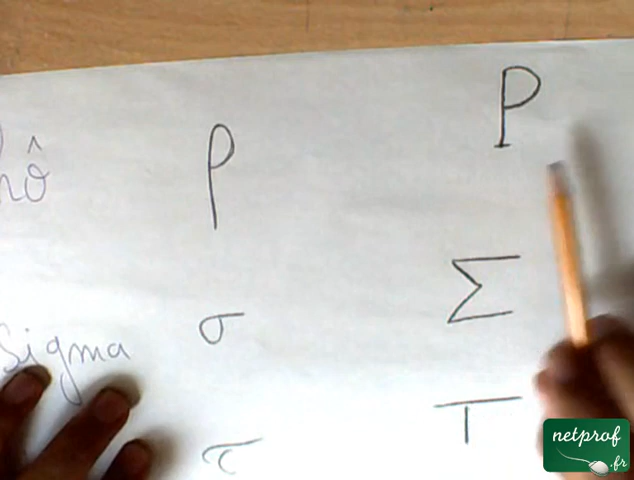 hô ρ Ρ
Sigma σ Σ
τ Τ
netprof
.fr